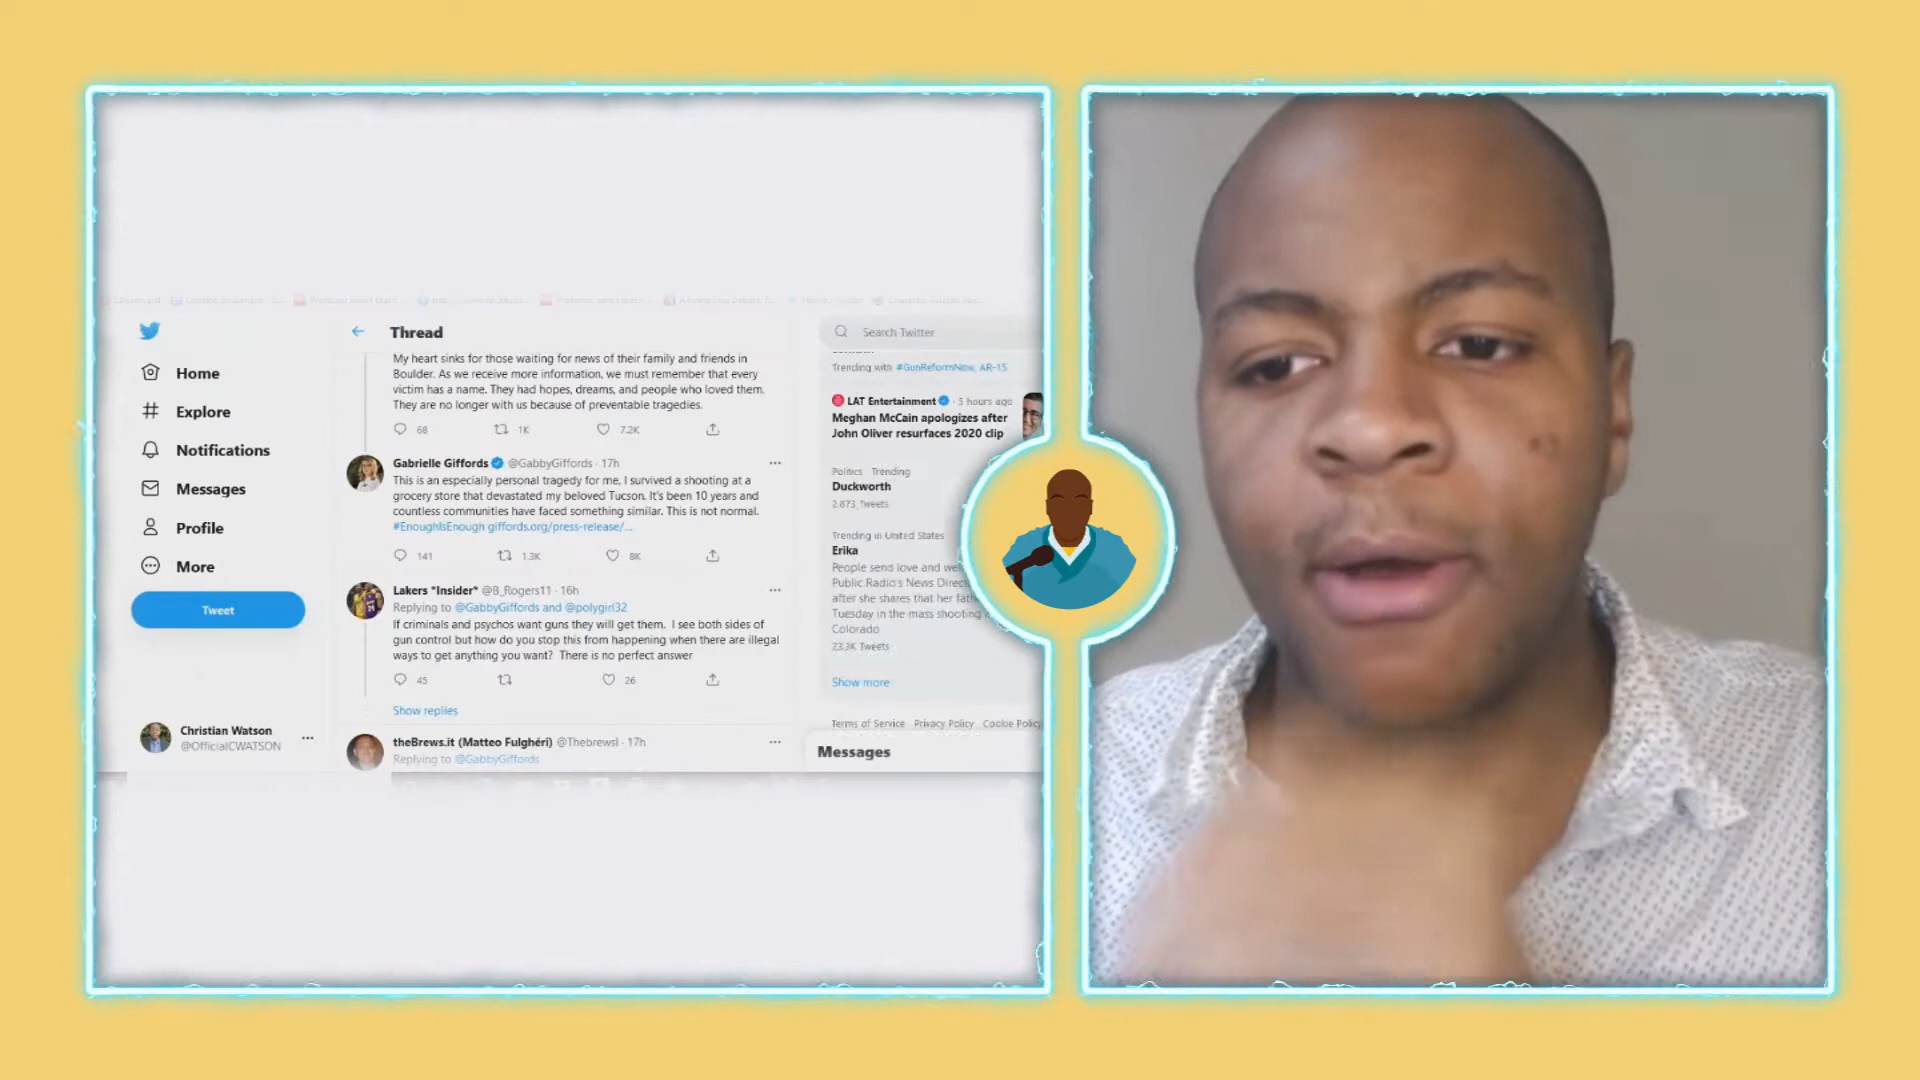 Home
Explore
Notifications
Messages
Profile
More
Tweet
Christian Watson
@OfficialCWATSON
Thread
My heart sinks for those waiting for news of their family and friends in
Boulder. As we receive more information, we must remember that every
victim has a name. They had hopes, dreams, and people who loved them.
They are no longer with us because of preventable tragedies.
68 1K 7.2K
Gabrielle Giffords @GabbyGiffords · 17h
This is an especially personal tragedy for me. I survived a shooting at a
grocery store that devastated my beloved Tucson. It's been 10 years and
countless communities have faced something similar. This is not normal.
#EnoughIsEnough giffords.org/press-release/...
141 1.3K 8K
Lakers *Insider* @B_Rogers11 · 16h
Replying to @GabbyGiffords and @polygirl32
If criminals and psychos want guns they will get them. I see both sides of
gun control but how do you stop this from happening when there are illegal
ways to get anything you want? There is no perfect answer
45 26
Show replies
theBrews.it (Matteo Fulghéri) @Thebrewsl · 17h
Replying to @GabbyGiffords
Search Twitter
Trending with #GunReformNow, AR-15
LAT Entertainment · 5 hours ago
Meghan McCain apologizes after
John Oliver resurfaces 2020 clip
Politics Trending
Duckworth
2,873 Tweets
Trending in United States
Erika
People send love and
Public Radio's News
after she shares that her
Tuesday in the mass shooting
Colorado
23.3K Tweets
Show more
Terms of Service Privacy Policy Cookie Policy
Messages